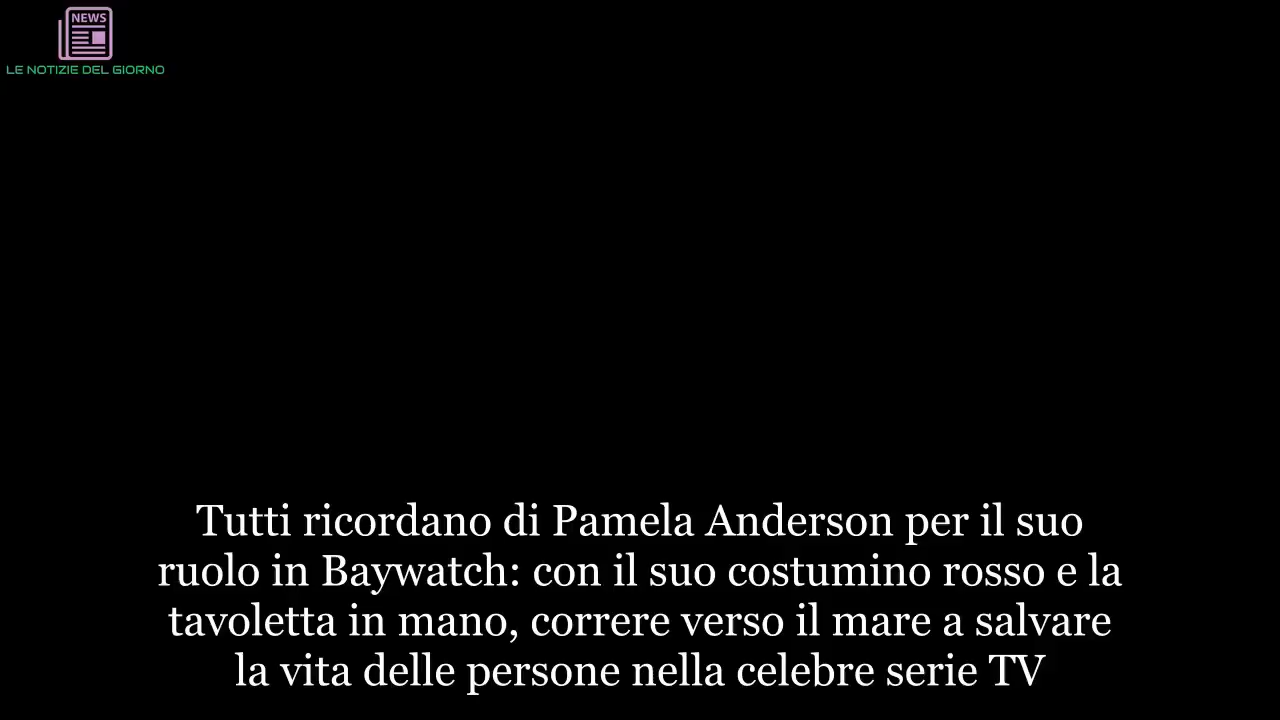 NEWS
LE NOTIZIE DEL GIORNO
Tutti ricordano di Pamela Anderson per il suo
ruolo in Baywatch: con il suo costumino rosso e la
tavoletta in mano, correre verso il mare a salvare
la vita delle persone nella celebre serie TV